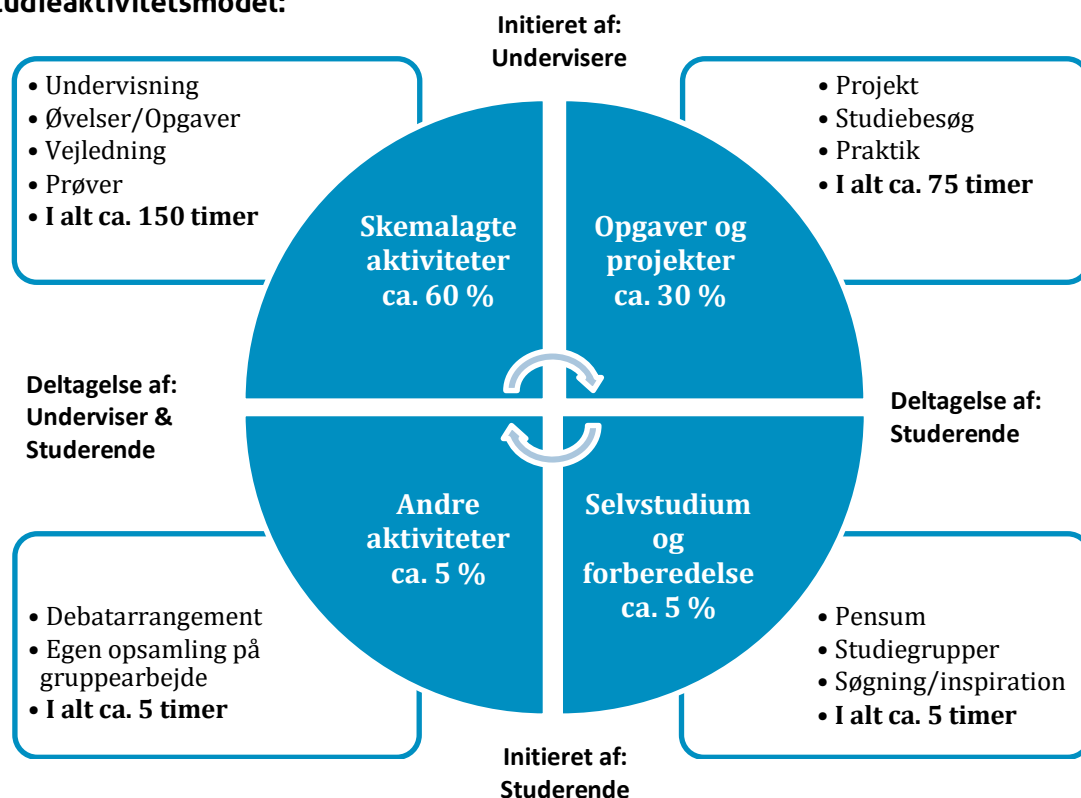 tudieaktivitetsmodel:
Initieret af:
Undervisere
• Undervisning
• Øvelser/Opgaver
• Vejledning
• Prøver
• I alt ca. 150 timer
• Projekt
• Studiebesøg
• Praktik
• I alt ca. 75 timer
Skemalagte
aktiviteter
ca. 60 %
Opgaver og
projekter
ca. 30 %
Deltagelse af:
Underviser &
Studerende
Deltagelse af:
Studerende
Andre
aktiviteter
ca. 5 %
Selvstudium
og
forberedelse
ca. 5 %
• Debatarrangement
• Egen opsamling på
gruppearbejde
• I alt ca. 5 timer
• Pensum
• Studiegrupper
• Søgning/inspiration
• I alt ca. 5 timer
Initieret af:
Studerende